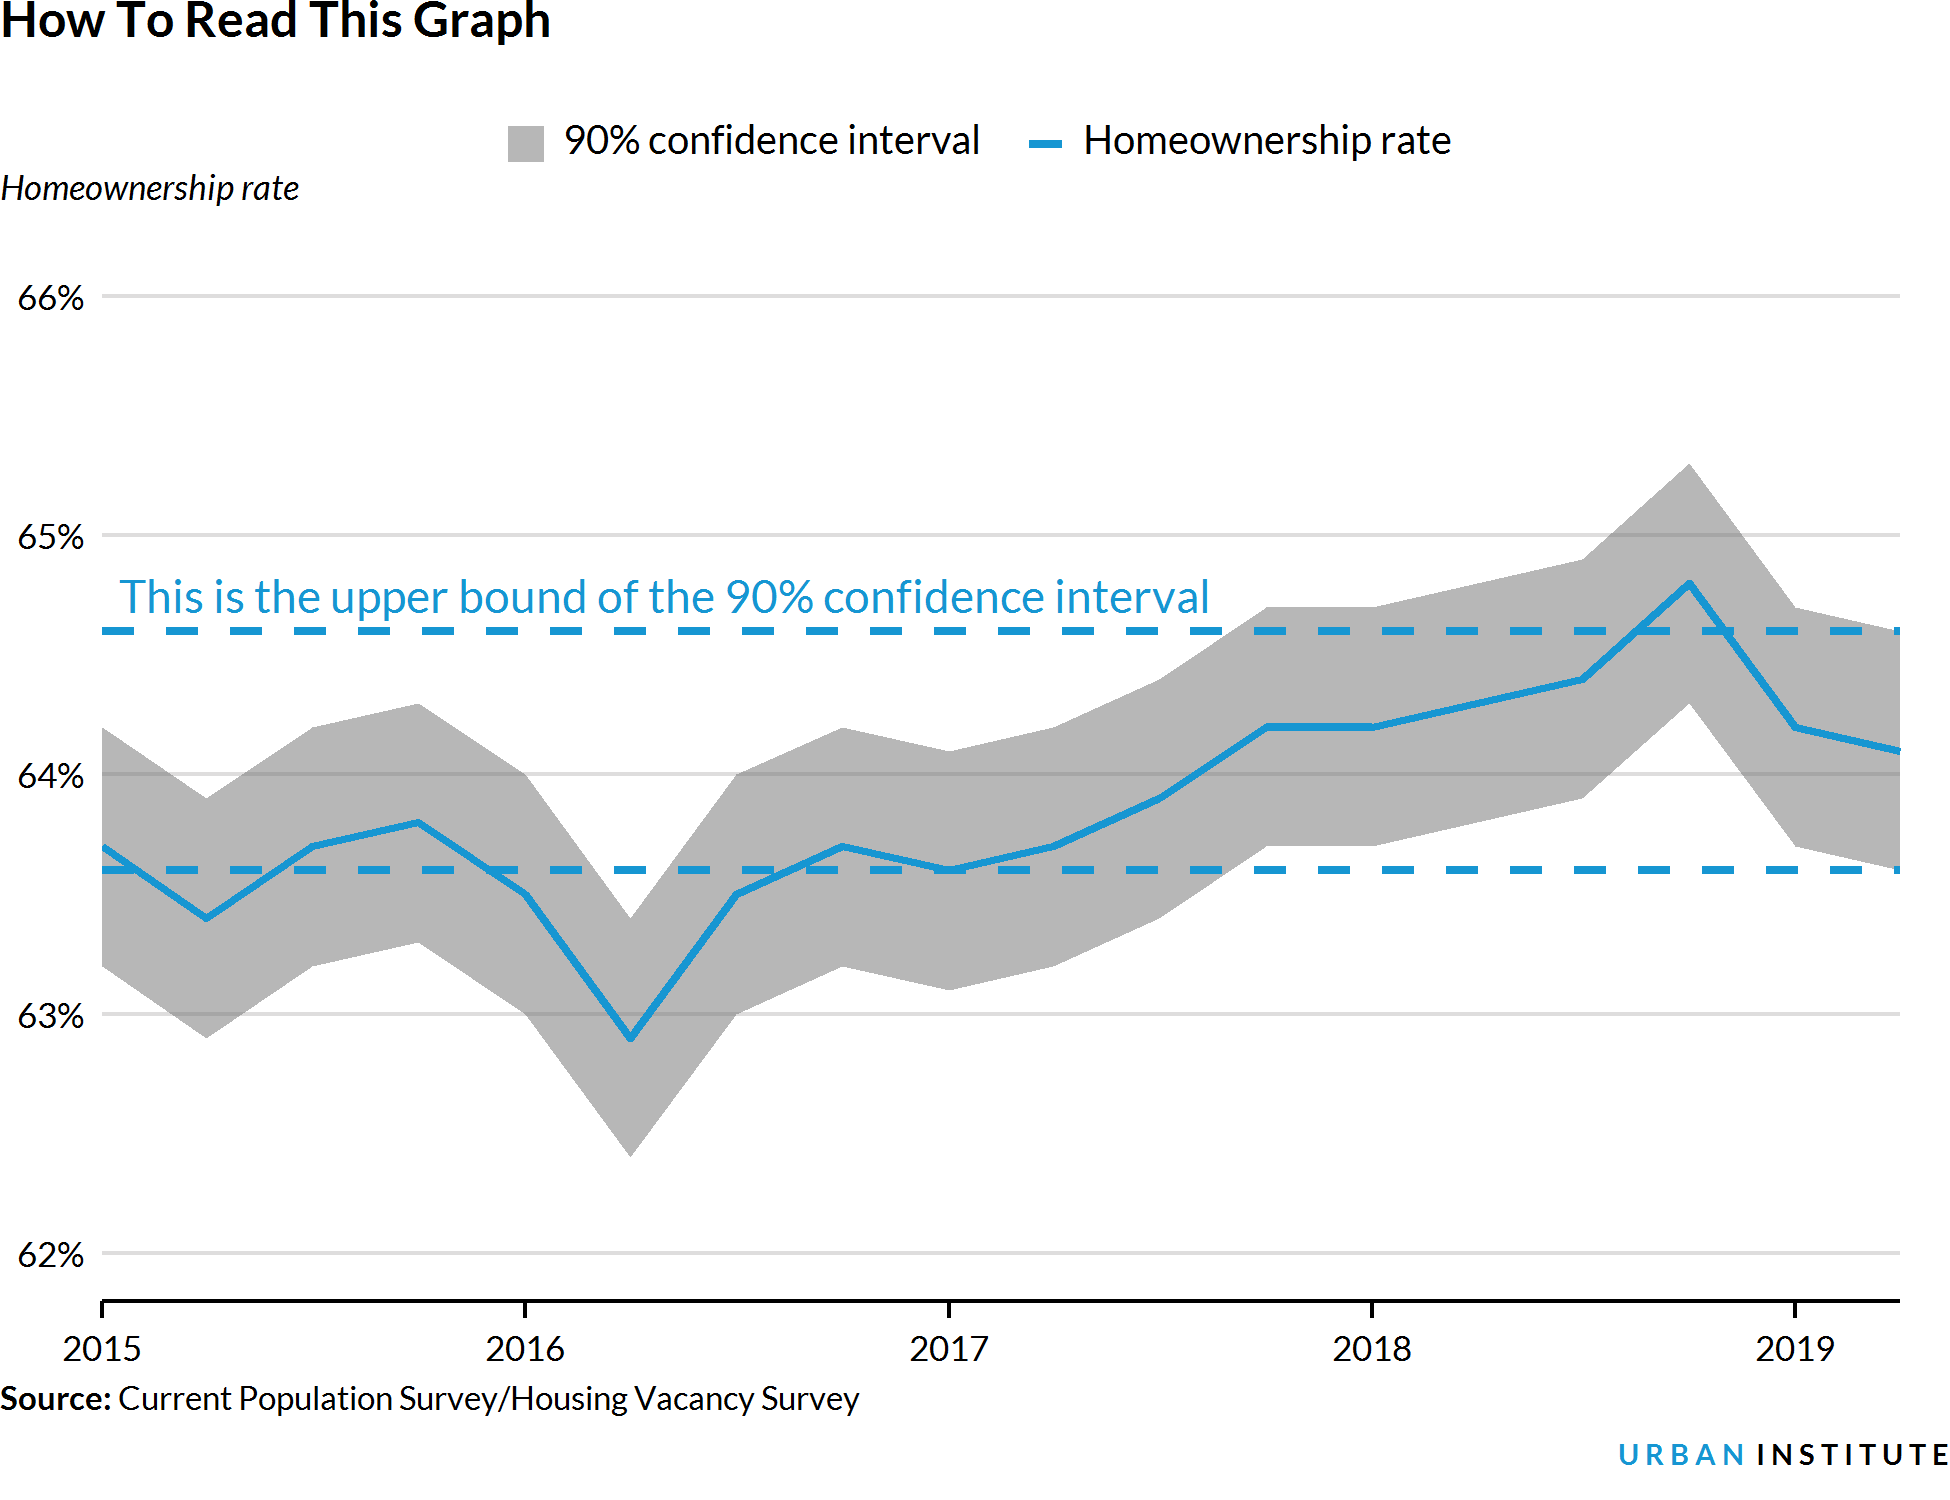 How To Read This Graph
90% confidence interval
Homeownership rate
Homeownership rate
66%
65%
This is the upper bound of the 90% confidence interval
64%
63%
62%
2015
2016
2017
2018
2019
Source: Current Population Survey/Housing Vacancy Survey
URBAN INSTITUTE